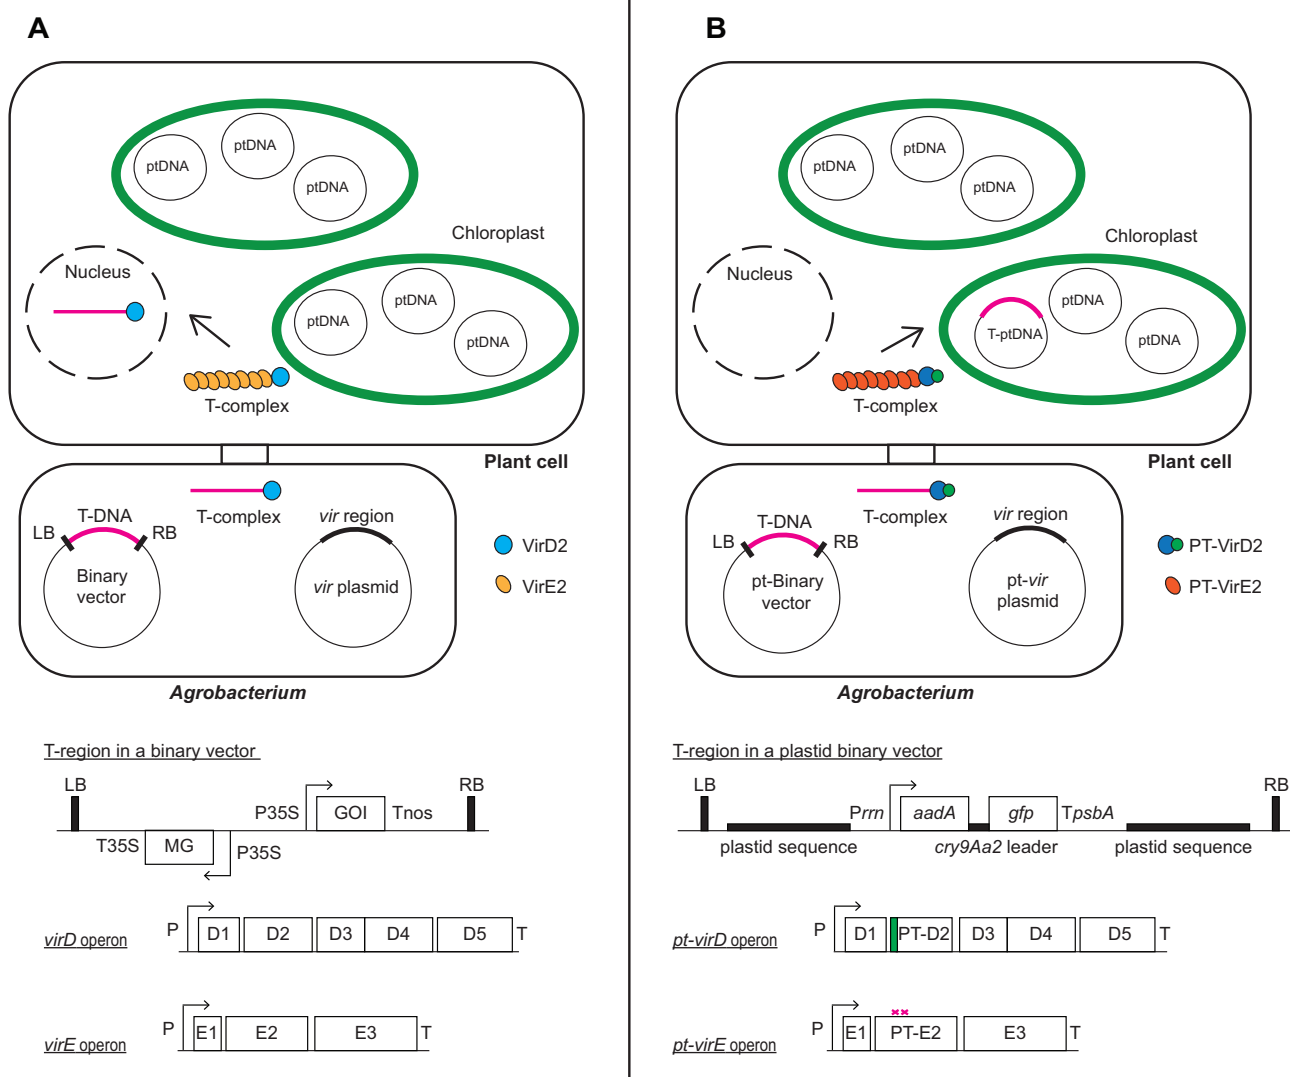 A
ptDNA
ptDNA
ptDNA
Chloroplast
Nucleus
ptDNA
ptDNA
ptDNA
T-complex
Plant cell
T-DNA
LB
RB
T-complex
vir region
Binary
vector
vir plasmid
VirD2
VirE2
Agrobacterium
T-region in a binary vector
LB
RB
P35S
GOI
Tnos
T35S
MG
P35S
virD operon
P
D1
D2
D3
D4
D5
T
virE operon
P
E1
E2
E3
T
B
ptDNA
ptDNA
ptDNA
Chloroplast
Nucleus
T-ptDNA
ptDNA
ptDNA
T-complex
Plant cell
T-DNA
LB
RB
T-complex
vir region
pt-Binary
vector
pt-vir
plasmid
PT-VirD2
PT-VirE2
Agrobacterium
T-region in a plastid binary vector
LB
RB
Prrn
aadA
gfp
TpsbA
plastid sequence
cry9Aa2 leader
plastid sequence
pt-virD operon
P
D1
PT-D2
D3
D4
D5
T
pt-virE operon
P
E1
PT-E2
E3
T